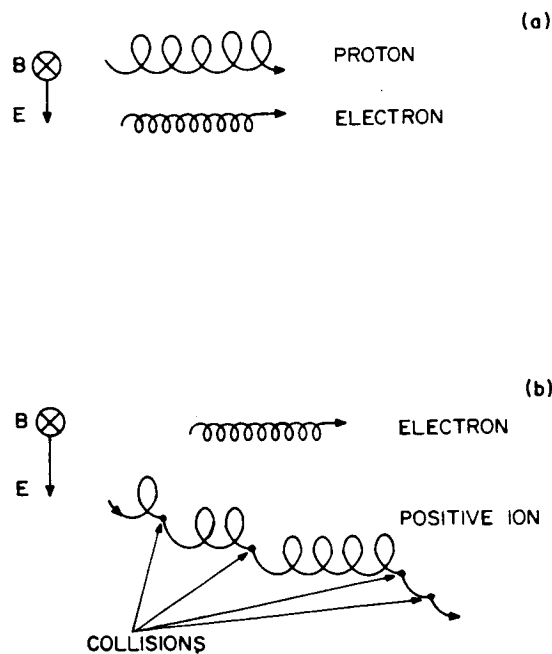 (a)
B PROTON
E ELECTRON
(b)
B ELECTRON
E
POSITIVE ION
COLLISIONS